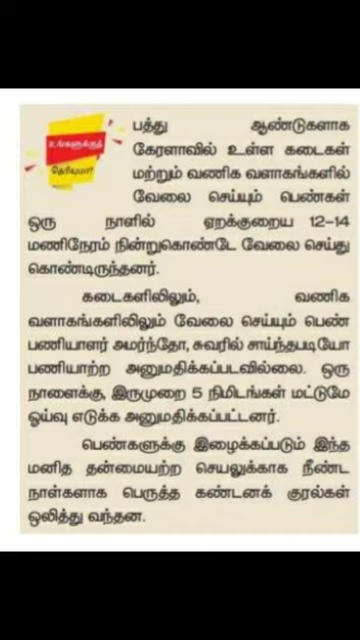 உங்களுக்குத்
தெரியுமா?
பத்து ஆண்டுகளாக
கேரளாவில் உள்ள கடைகள்
மற்றும் வணிக வளாகங்களில்
வேலை செய்யும் பெண்கள்
ஒரு நாளில் ஏறக்குறைய 12-14
மணிநேரம் நின்றுகொண்டே வேலை செய்து
கொண்டிருந்தனர்.
கடைகளிலிலும், வணிக
வளாகங்களிலிலும் வேலை செய்யும் பெண்
பணியாளர் அமர்ந்தோ, சுவரில் சாய்ந்தபடியோ
பணியாற்ற அனுமதிக்கப்படவில்லை. ஒரு
நாளைக்கு, இருமுறை 5 நிமிடங்கள் மட்டுமே
ஓய்வு எடுக்க அனுமதிக்கப்பட்டனர்.
பெண்களுக்கு இழைக்கப்படும் இந்த
மனித தன்மையற்ற செயலுக்காக நீண்ட
நாள்களாக பெருத்த கண்டனக் குரல்கள்
ஒலித்து வந்தன.